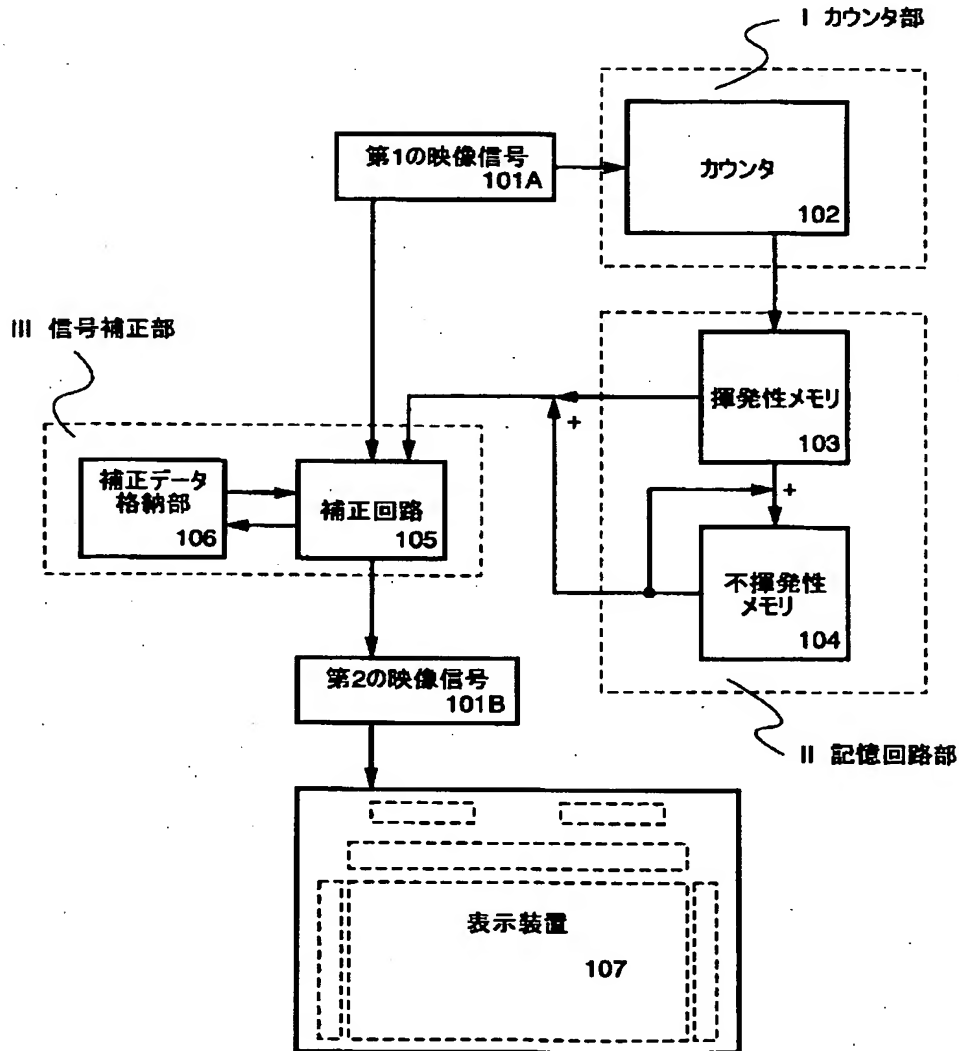 I カウンタ部
第1の映像信号
101A
カウンタ
102
III 信号補正部
揮発性メモリ
103
+
+
補正データ
格納部
106
補正回路
105
不揮発性
メモリ
104
第2の映像信号
101B
II 記憶回路部
表示装置
107